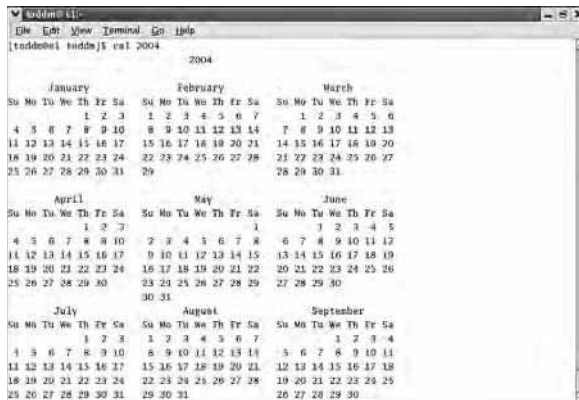 File Edit View Terminal Go Help
cal 2004
2004
January February March
Su Mo Tu We Th Fr Sa Su Mo Tu We Th Fr Sa Su Mo Tu We Th Fr Sa
1 2 3 1 2 3 4 5 6 7 1 2 3 4 5 6
4 5 6 7 8 9 10 8 9 10 11 12 13 14 7 8 9 10 11 12 13
11 12 13 14 15 16 17 15 16 17 18 19 20 21 14 15 16 17 18 19 20
18 19 20 21 22 23 24 22 23 24 25 26 27 28 21 22 23 24 25 26 27
25 26 27 28 29 30 31 29 28 29 30 31
April May June
Su Mo Tu We Th Fr Sa Su Mo Tu We Th Fr Sa Su Mo Tu We Th Fr Sa
1 2 3 1 1 2 3 4 5
4 5 6 7 8 9 10 2 3 4 5 6 7 8 6 7 8 9 10 11 12
11 12 13 14 15 16 17 9 10 11 12 13 14 15 13 14 15 16 17 18 19
18 19 20 21 22 23 24 16 17 18 19 20 21 22 20 21 22 23 24 25 26
25 26 27 28 29 30 23 24 25 26 27 28 29 27 28 29 30
30 31
July August September
Su Mo Tu We Th Fr Sa Su Mo Tu We Th Fr Sa Su Mo Tu We Th Fr Sa
1 2 3 1 2 3 4 5 6 7 1 2 3 4
4 5 6 7 8 9 10 8 9 10 11 12 13 14 5 6 7 8 9 10 11
11 12 13 14 15 16 17 15 16 17 18 19 20 21 12 13 14 15 16 17 18
18 19 20 21 22 23 24 22 23 24 25 26 27 28 19 20 21 22 23 24 25
25 26 27 28 29 30 31 29 30 31 26 27 28 29 30